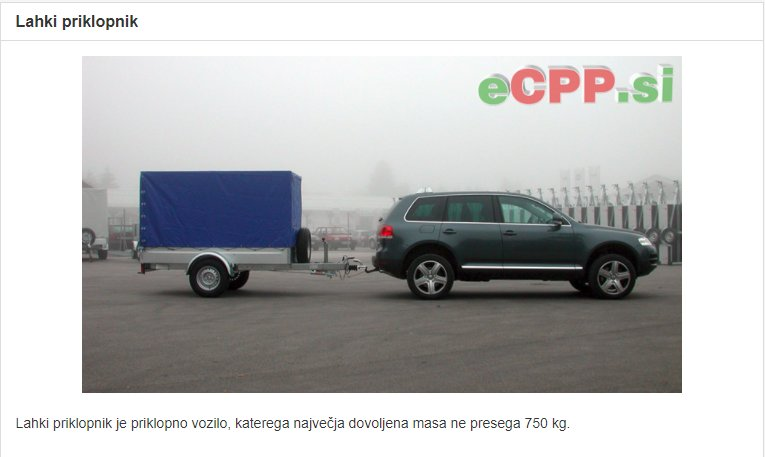 Lahki priklopnik
eCPP.si
Lahki priklopnik je priklopno vozilo, katerega največja dovoljena masa ne presega 750 kg.